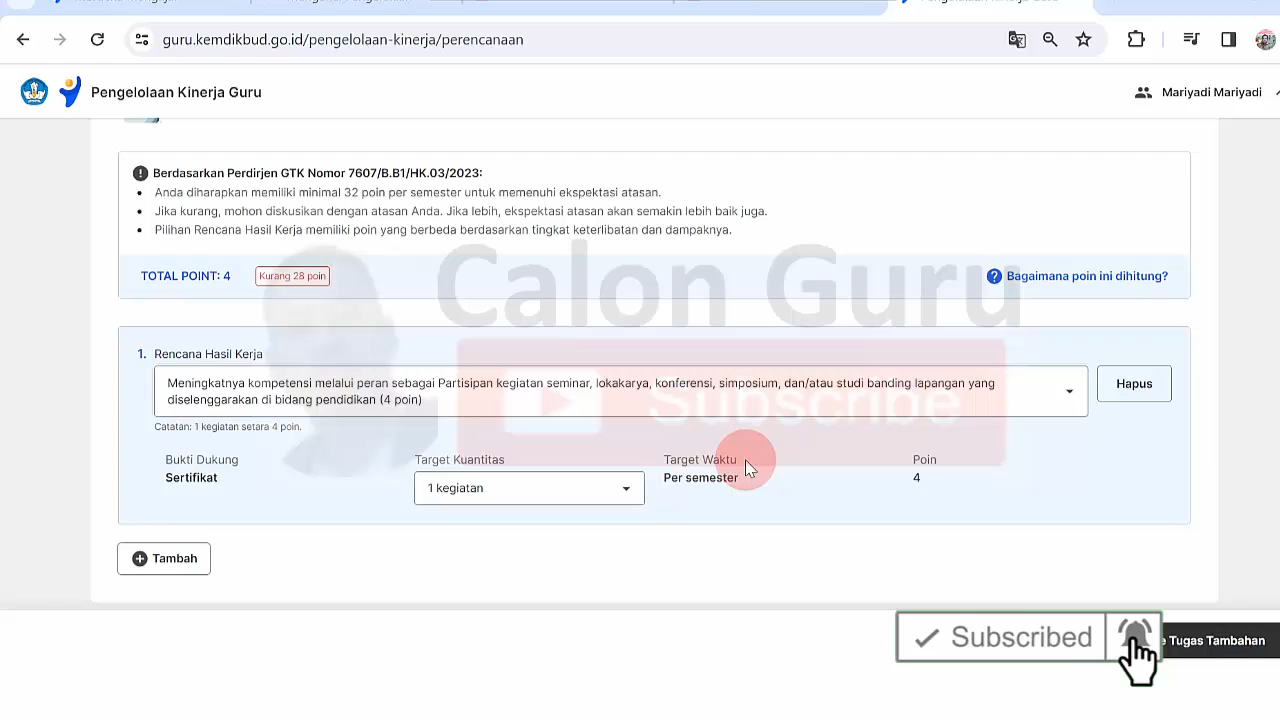 guru.kemdikbud.go.id/pengelolaan-kinerja/perencanaan
Pengelolaan Kinerja Guru
Mariyadi Mariyadi
Berdasarkan Perdirjen GTK Nomor 7607/B.B1/HK.03/2023:
Anda diharapkan memiliki minimal 32 poin per semester untuk memenuhi ekspektasi atasan.
Jika kurang, mohon diskusikan dengan atasan Anda. Jika lebih, ekspektasi atasan akan semakin lebih baik juga.
Pilihan Rencana Hasil Kerja memiliki poin yang berbeda berdasarkan tingkat keterlibatan dan dampaknya.
TOTAL POINT: 4
Kurang 28 poin
Bagaimana poin ini dihitung?
Calon Guru
1. Rencana Hasil Kerja
Meningkatnya kompetensi melalui peran sebagai Partisipan kegiatan seminar, lokakarya, konferensi, simposium, dan/atau studi banding lapangan yang
diselenggarakan di bidang pendidikan (4 poin)
Hapus
Subscribe
Catatan: 1 kegiatan setara 4 poin.
Bukti Dukung
Sertifikat
Target Kuantitas
1 kegiatan
Target Waktu
Per semester
Poin
4
Tambah
Subscribed
e Tugas Tambahan